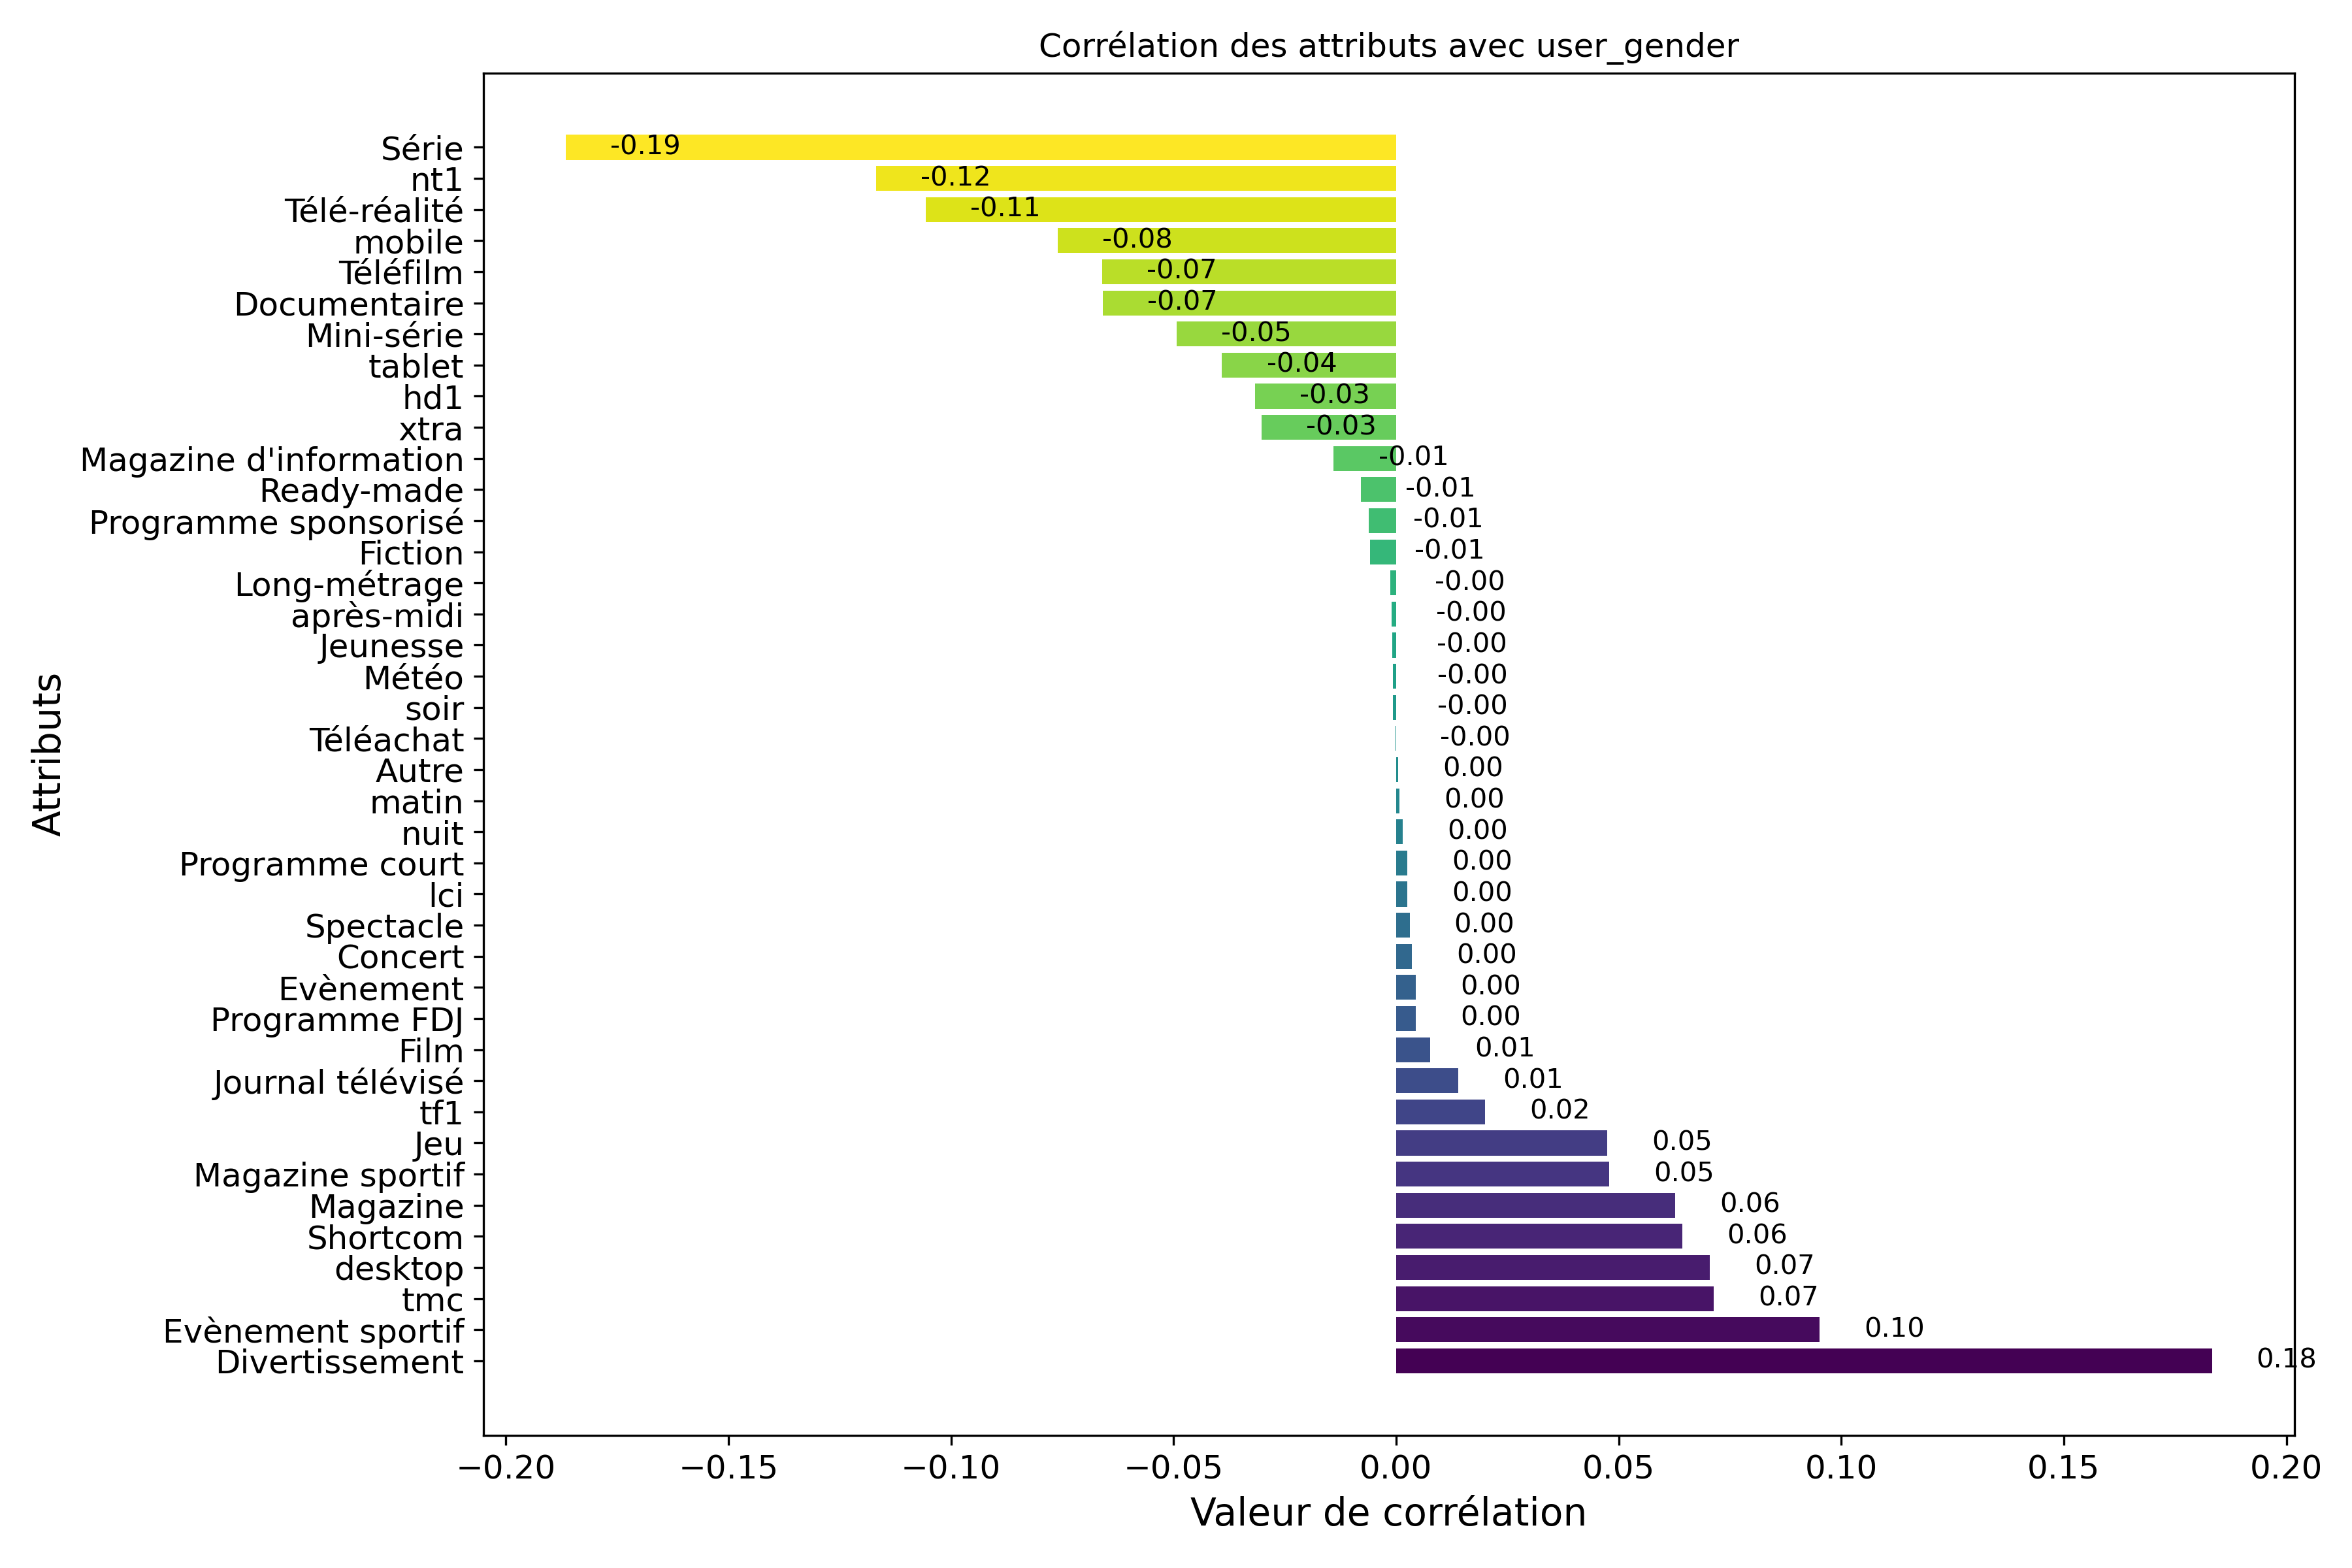 Corrélation des attributs avec user_gender
Attributs
Série -0.19
nt1 -0.12
Télé-réalité -0.11
mobile -0.08
Téléfilm -0.07
Documentaire -0.07
Mini-série -0.05
tablet -0.04
hd1 -0.03
xtra -0.03
Magazine d'information -0.01
Ready-made -0.01
Programme sponsorisé -0.01
Fiction -0.01
Long-métrage -0.00
après-midi -0.00
Jeunesse -0.00
Météo -0.00
soir -0.00
Téléachat -0.00
Autre 0.00
matin 0.00
nuit 0.00
Programme court 0.00
lci 0.00
Spectacle 0.00
Concert 0.00
Evènement 0.00
Programme FDJ 0.00
Film 0.01
Journal télévisé 0.01
tf1 0.02
Jeu 0.05
Magazine sportif 0.05
Magazine 0.06
Shortcom 0.06
desktop 0.07
tmc 0.07
Evènement sportif 0.10
Divertissement 0.18
−0.20 −0.15 −0.10 −0.05 0.00 0.05 0.10 0.15 0.20
Valeur de corrélation